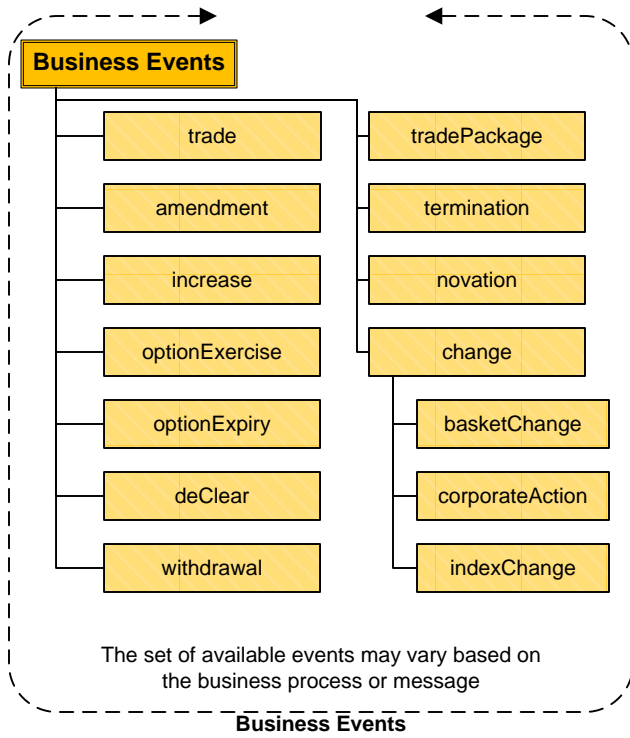 Business Events
trade
amendment
increase
optionExercise
optionExpiry
deClear
withdrawal
tradePackage
termination
novation
change
basketChange
corporateAction
indexChange
The set of available events may vary based on
the business process or message
Business Events